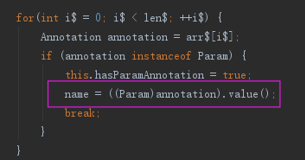 for(int i$ = 0; i$ < len$; ++i$) {
    Annotation annotation = arr$[i$];
    if (annotation instanceof Param) {
        this.hasParamAnnotation = true;
        name = ((Param)annotation).value();
        break;
    }
}